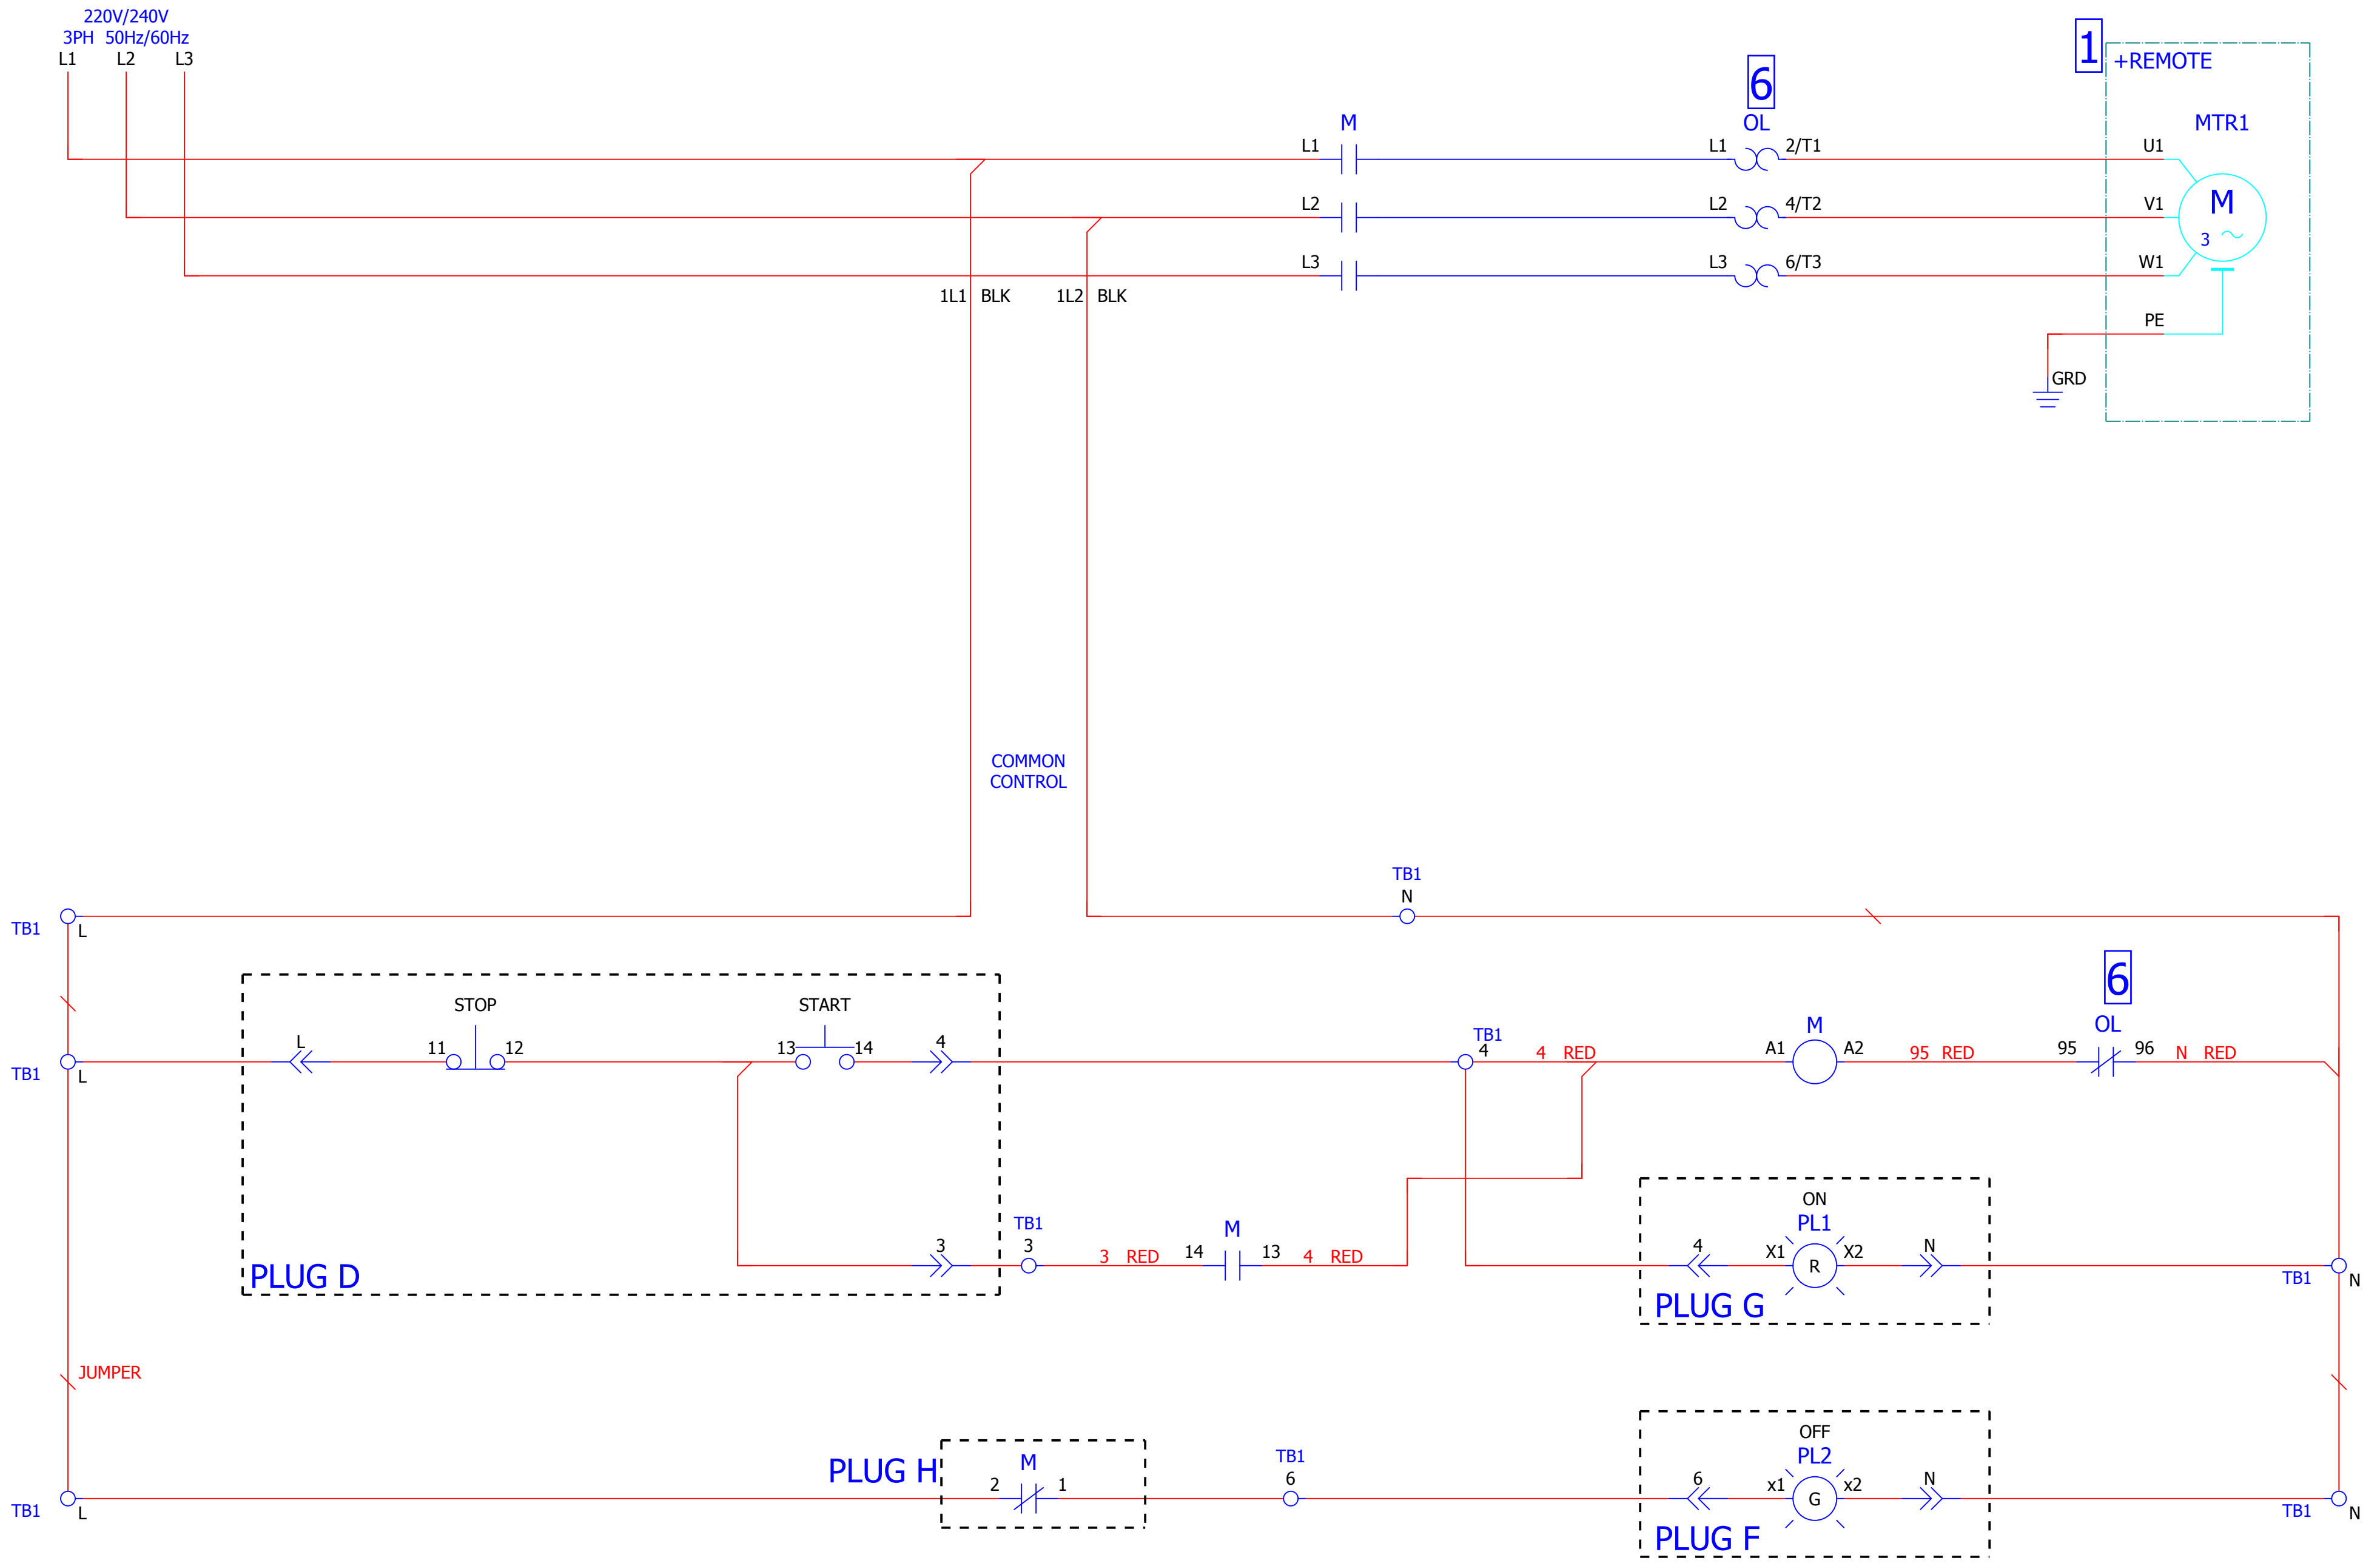 220V/240V
3PH 50Hz/60Hz
L1 L2 L3
1
+REMOTE
6
OL
M
MTR1
L1 L1 2/T1 U1
L2 L2 4/T2 V1
M
3
L3 L3 6/T3 W1
1L1 BLK 1L2 BLK
PE
GRD
COMMON
CONTROL
TB1
N
TB1 L
6
STOP START
TB1
M
OL
L 11 12 13 14 4
4 4 RED A1 A2 95 RED 95 96 N RED
TB1 L
ON
PL1
TB1
M
3 3 3 RED 14 13 4 RED
4 X1 R X2 N
TB1 N
PLUG D
PLUG G
JUMPER
OFF
PL2
PLUG H
M
2 1
TB1
6
6 x1 G x2 N
TB1 L
TB1 N
PLUG F